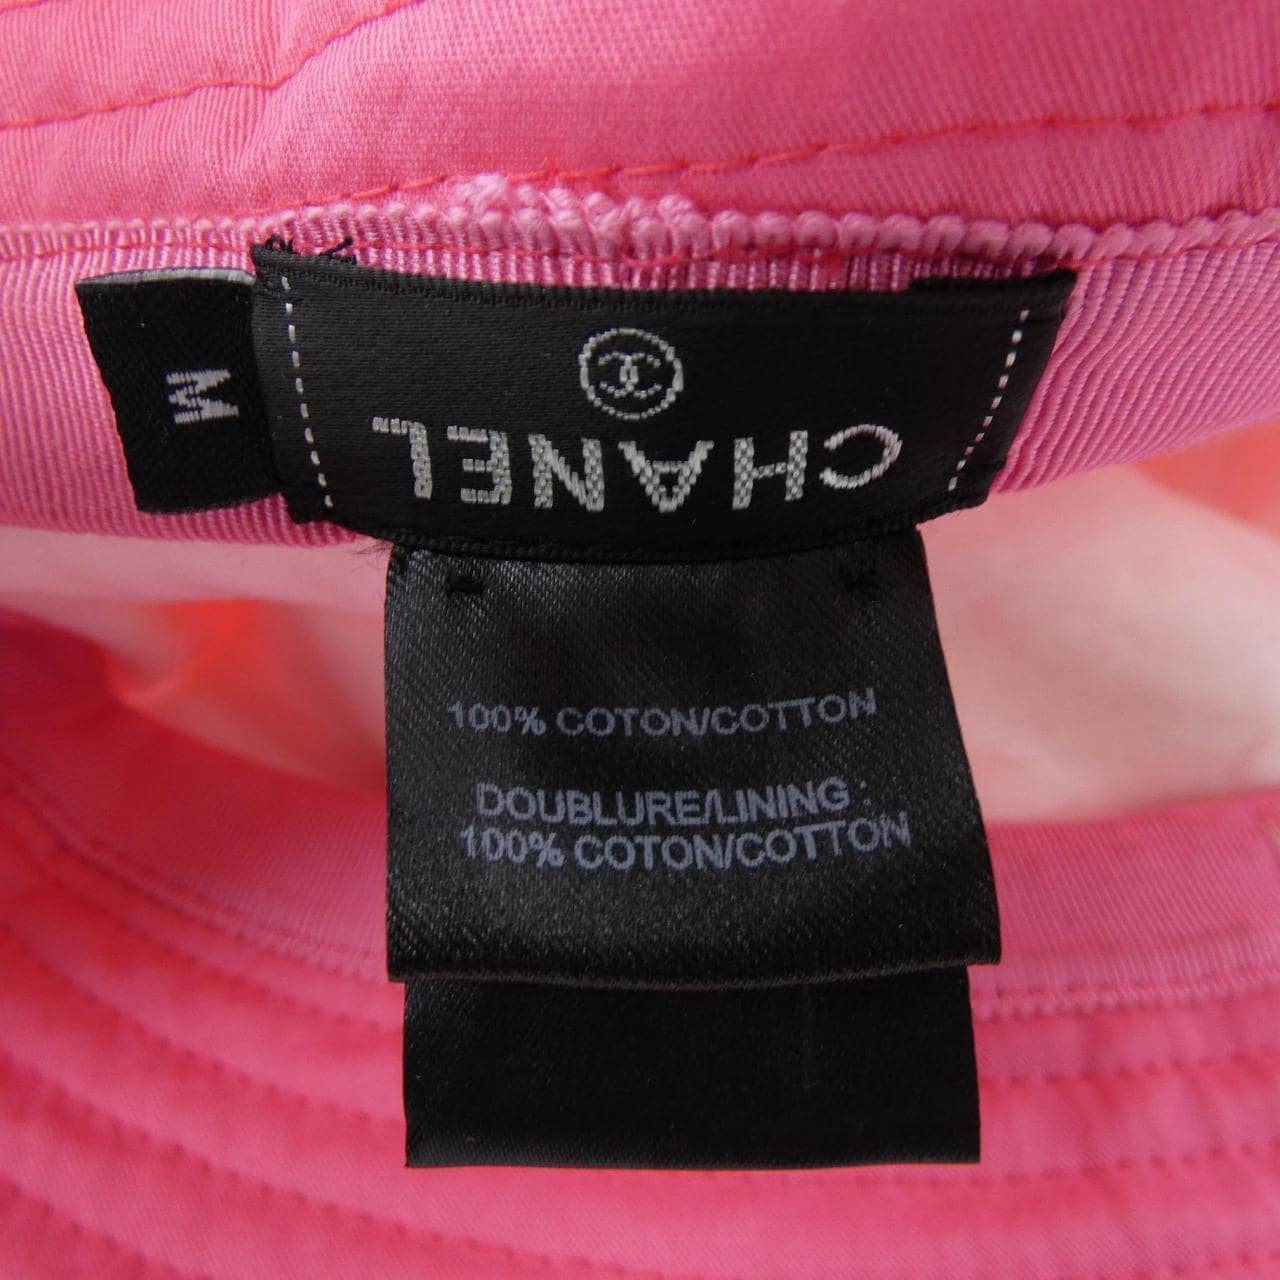 M
CHANEL
100% COTON/COTTON
DOUBLURE/LINING :
100% COTON/COTTON